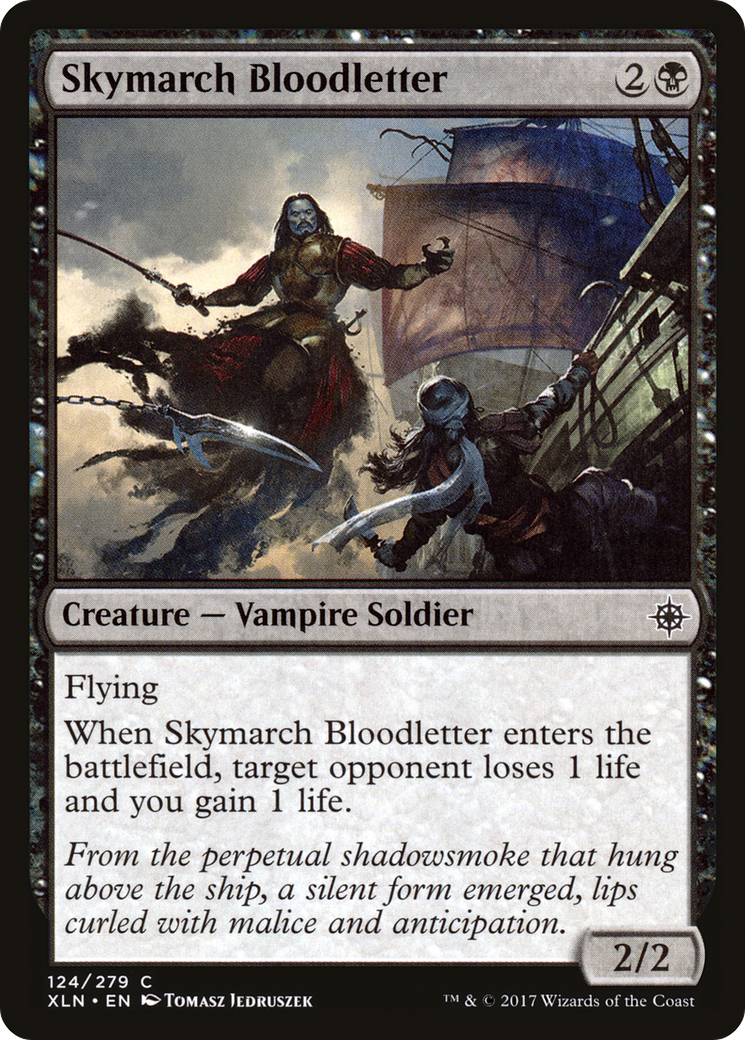 Skymarch Bloodletter 2
Creature — Vampire Soldier
Flying
When Skymarch Bloodletter enters the
battlefield, target opponent loses 1 life
and you gain 1 life.
From the perpetual shadowsmoke that hung
above the ship, a silent form emerged, lips
curled with malice and anticipation.
2/2
124/279 C
XLN • EN Tomasz Jedruszek
™ & © 2017 Wizards of the Coast